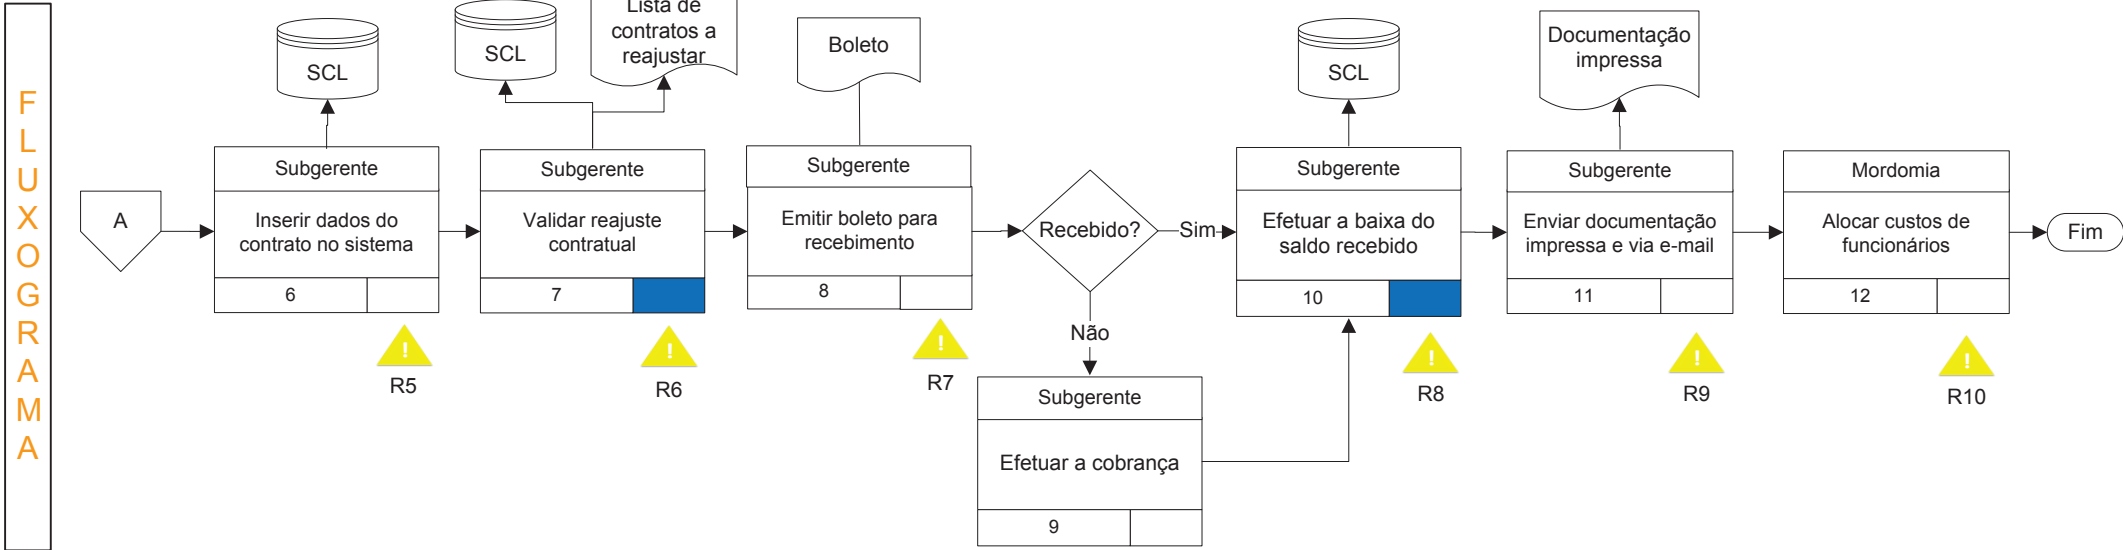 FLUXOGRAMA
A
SCL
Subgerente
Inserir dados do
contrato no sistema
6
R5
SCL
Lista de
contratos a
reajustar
Subgerente
Validar reajuste
contratual
7
R6
Boleto
Subgerente
Emitir boleto para
recebimento
8
R7
Recebido?
Sim
Não
Subgerente
Efetuar a cobrança
9
SCL
Subgerente
Efetuar a baixa do
saldo recebido
10
R8
Documentação
impressa
Subgerente
Enviar documentação
impressa e via e-mail
11
R9
Mordomia
Alocar custos de
funcionários
12
R10
Fim